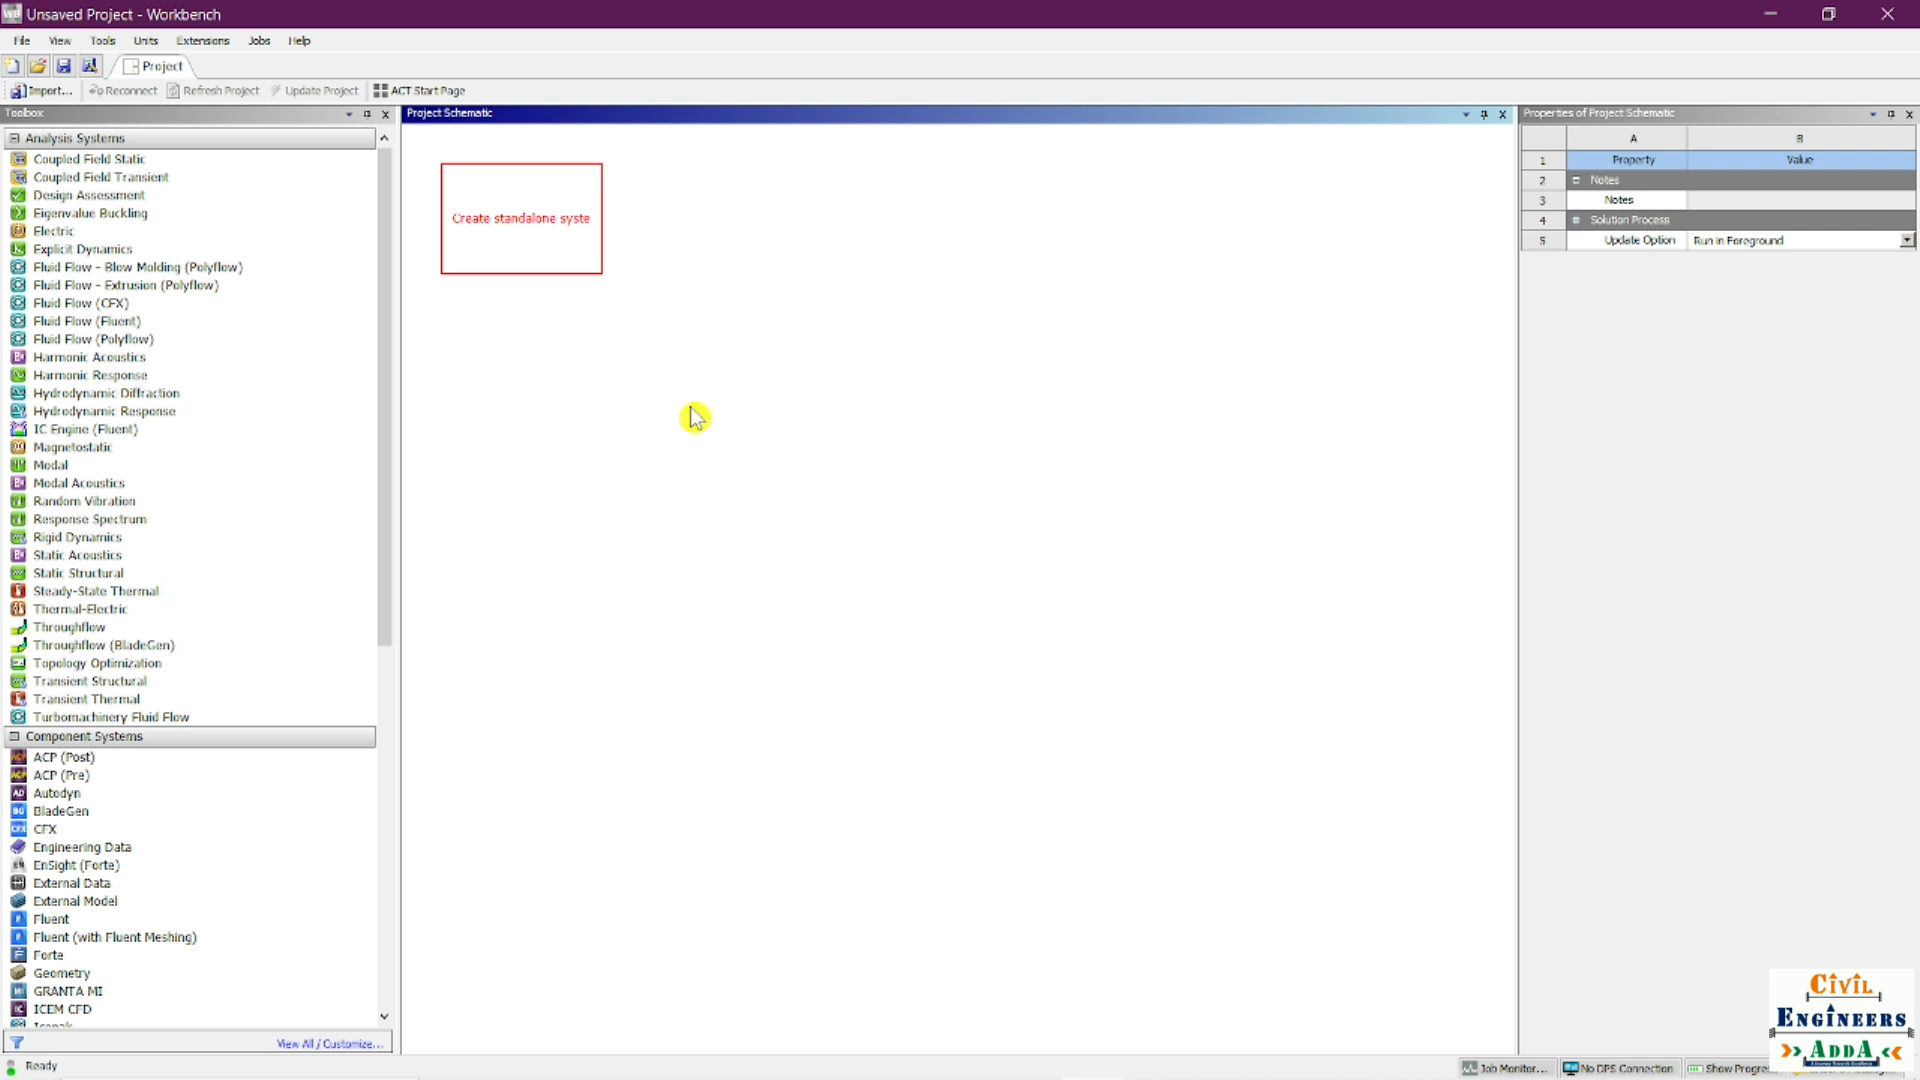 WB Unsaved Project - Workbench
File View Tools Units Extensions Jobs Help
Project
Import... Reconnect Refresh Project Update Project ACT Start Page
Toolbox
Analysis Systems
Coupled Field Static
Coupled Field Transient
Design Assessment
Eigenvalue Buckling
Electric
Explicit Dynamics
Fluid Flow - Blow Molding (Polyflow)
Fluid Flow - Extrusion (Polyflow)
Fluid Flow (CFX)
Fluid Flow (Fluent)
Fluid Flow (Polyflow)
Harmonic Acoustics
Harmonic Response
Hydrodynamic Diffraction
Hydrodynamic Response
IC Engine (Fluent)
Magnetostatic
Modal
Modal Acoustics
Random Vibration
Response Spectrum
Rigid Dynamics
Static Acoustics
Static Structural
Steady-State Thermal
Thermal-Electric
Throughflow
Throughflow (BladeGen)
Topology Optimization
Transient Structural
Transient Thermal
Turbomachinery Fluid Flow
Component Systems
ACP (Post)
ACP (Pre)
Autodyn
BladeGen
CFX
Engineering Data
EnSight (Forte)
External Data
External Model
Fluent
Fluent (with Fluent Meshing)
Forte
Geometry
GRANTA MI
ICEM CFD
View All / Customize...
Ready
Project Schematic
Create standalone syste
Properties of Project Schematic
A B
1 Property Value
2 Notes
3 Notes
4 Solution Process
5 Update Option Run in Foreground
Job Monitor... No DPS Connection Show Progre
CIVIL
ENGINEERS
ADDA